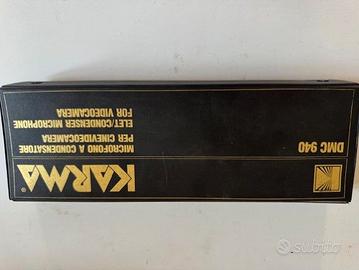 KARMA®
DMC 940
MICROFONO A CONDENSATORE
PER CINEVIDEOCAMERA
ELET/CONDENSER MICROPHONE
FOR VIDEOCAMERA
subito